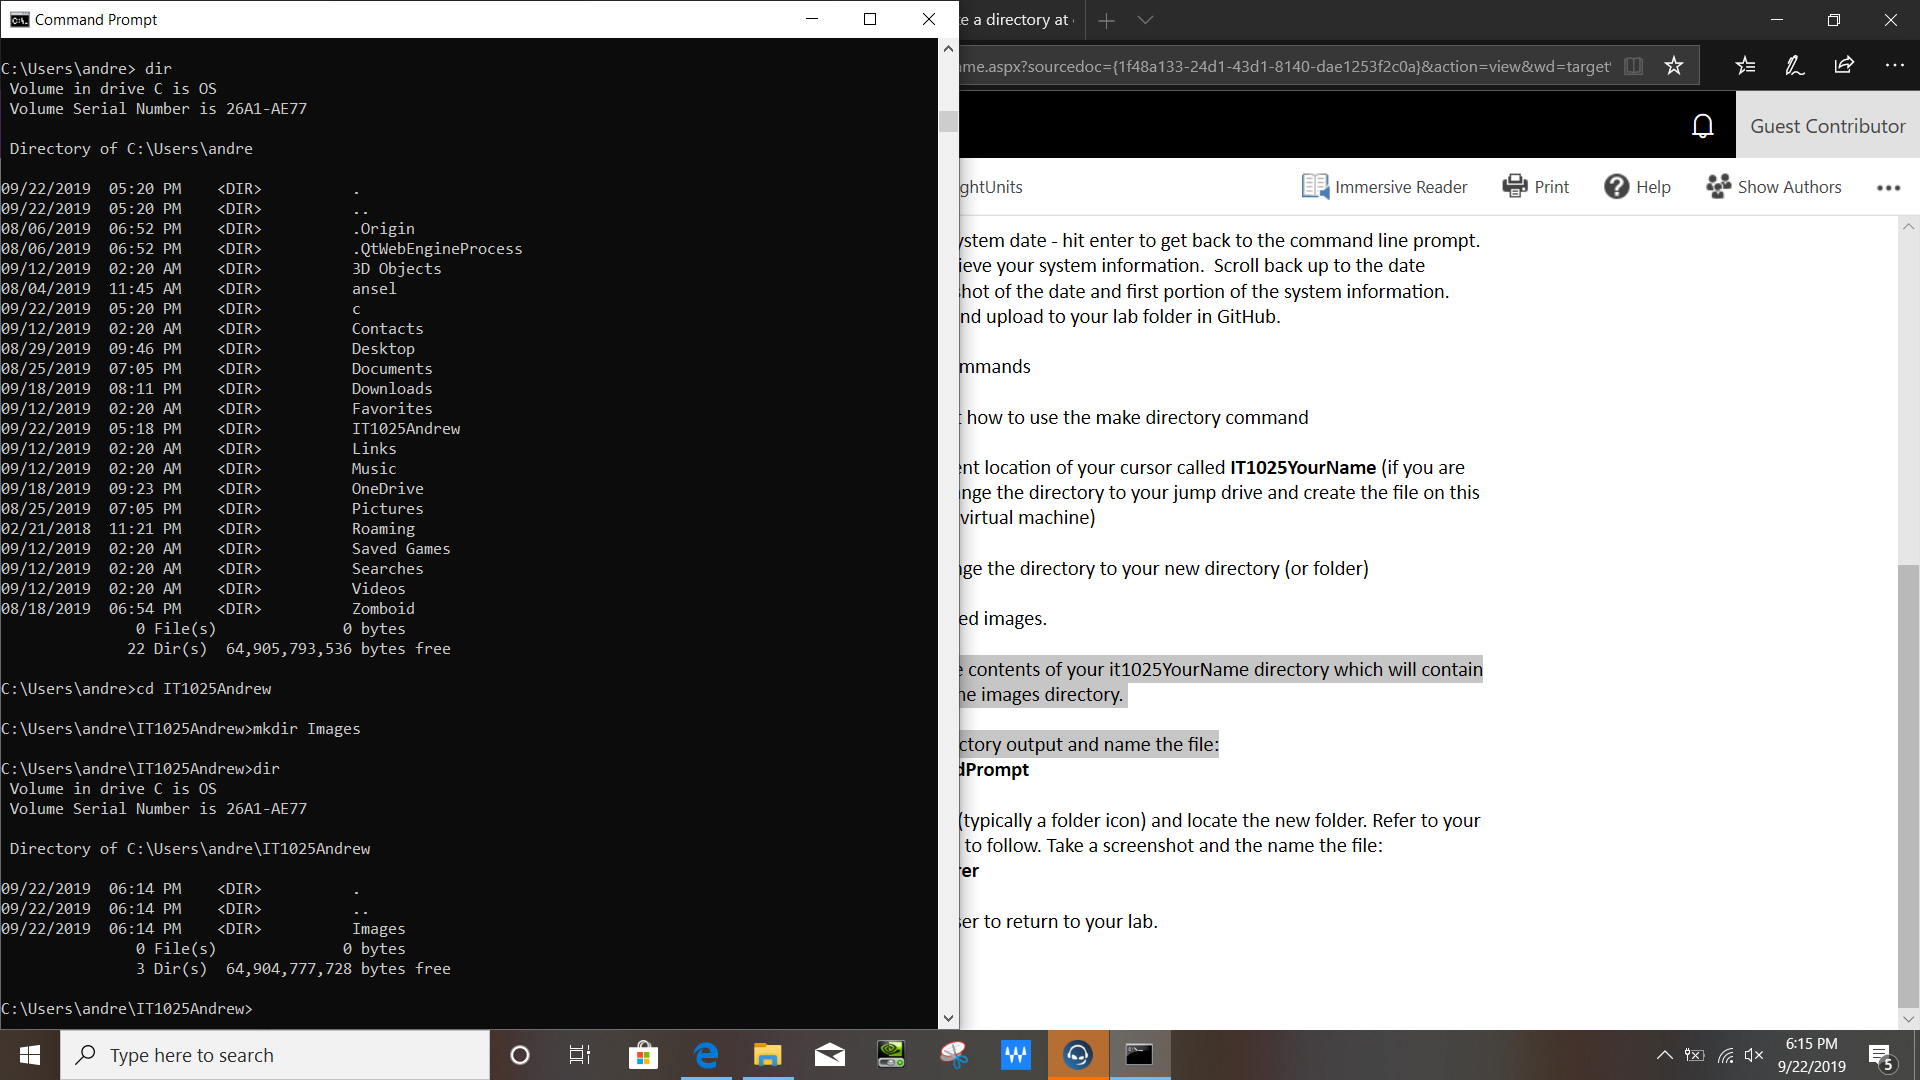 Command Prompt
C:\Users\andre> dir
Volume in drive C is OS
Volume Serial Number is 26A1-AE77
Directory of C:\Users\andre
09/22/2019 05:20 PM <DIR> .
09/22/2019 05:20 PM <DIR> ..
08/06/2019 06:52 PM <DIR> .Origin
08/06/2019 06:52 PM <DIR> .QtWebEngineProcess
09/12/2019 02:20 AM <DIR> 3D Objects
08/04/2019 11:45 AM <DIR> ansel
09/22/2019 05:20 PM <DIR> c
09/12/2019 02:20 AM <DIR> Contacts
08/29/2019 09:46 PM <DIR> Desktop
08/25/2019 07:05 PM <DIR> Documents
09/18/2019 08:11 PM <DIR> Downloads
09/12/2019 02:20 AM <DIR> Favorites
09/22/2019 05:18 PM <DIR> IT1025Andrew
09/12/2019 02:20 AM <DIR> Links
09/12/2019 02:20 AM <DIR> Music
09/18/2019 09:23 PM <DIR> OneDrive
08/25/2019 07:05 PM <DIR> Pictures
02/21/2018 11:21 PM <DIR> Roaming
09/12/2019 02:20 AM <DIR> Saved Games
09/12/2019 02:20 AM <DIR> Searches
09/12/2019 02:20 AM <DIR> Videos
08/18/2019 06:54 PM <DIR> Zomboid
0 File(s) 0 bytes
22 Dir(s) 64,905,793,536 bytes free
C:\Users\andre>cd IT1025Andrew
C:\Users\andre\IT1025Andrew>mkdir Images
C:\Users\andre\IT1025Andrew>dir
Volume in drive C is OS
Volume Serial Number is 26A1-AE77
Directory of C:\Users\andre\IT1025Andrew
09/22/2019 06:14 PM <DIR> .
09/22/2019 06:14 PM <DIR> ..
09/22/2019 06:14 PM <DIR> Images
0 File(s) 0 bytes
3 Dir(s) 64,904,777,728 bytes free
C:\Users\andre\IT1025Andrew>
e a directory at
me.aspx?sourcedoc={1f48a133-24d1-43d1-8140-dae1253f2c0a}&action=view&wd=target
Guest Contributor
ghtUnits Immersive Reader Print Help Show Authors
ystem date - hit enter to get back to the command line prompt.
ieve your system information. Scroll back up to the date
hot of the date and first portion of the system information.
nd upload to your lab folder in GitHub.
mmands
t how to use the make directory command
ent location of your cursor called IT1025YourName (if you are
nge the directory to your jump drive and create the file on this
virtual machine)
nge the directory to your new directory (or folder)
ed images.
e contents of your it1025YourName directory which will contain
he images directory.
ctory output and name the file:
dPrompt
(typically a folder icon) and locate the new folder. Refer to your
to follow. Take a screenshot and the name the file:
rer
ser to return to your lab.
Type here to search
6:15 PM
9/22/2019
5